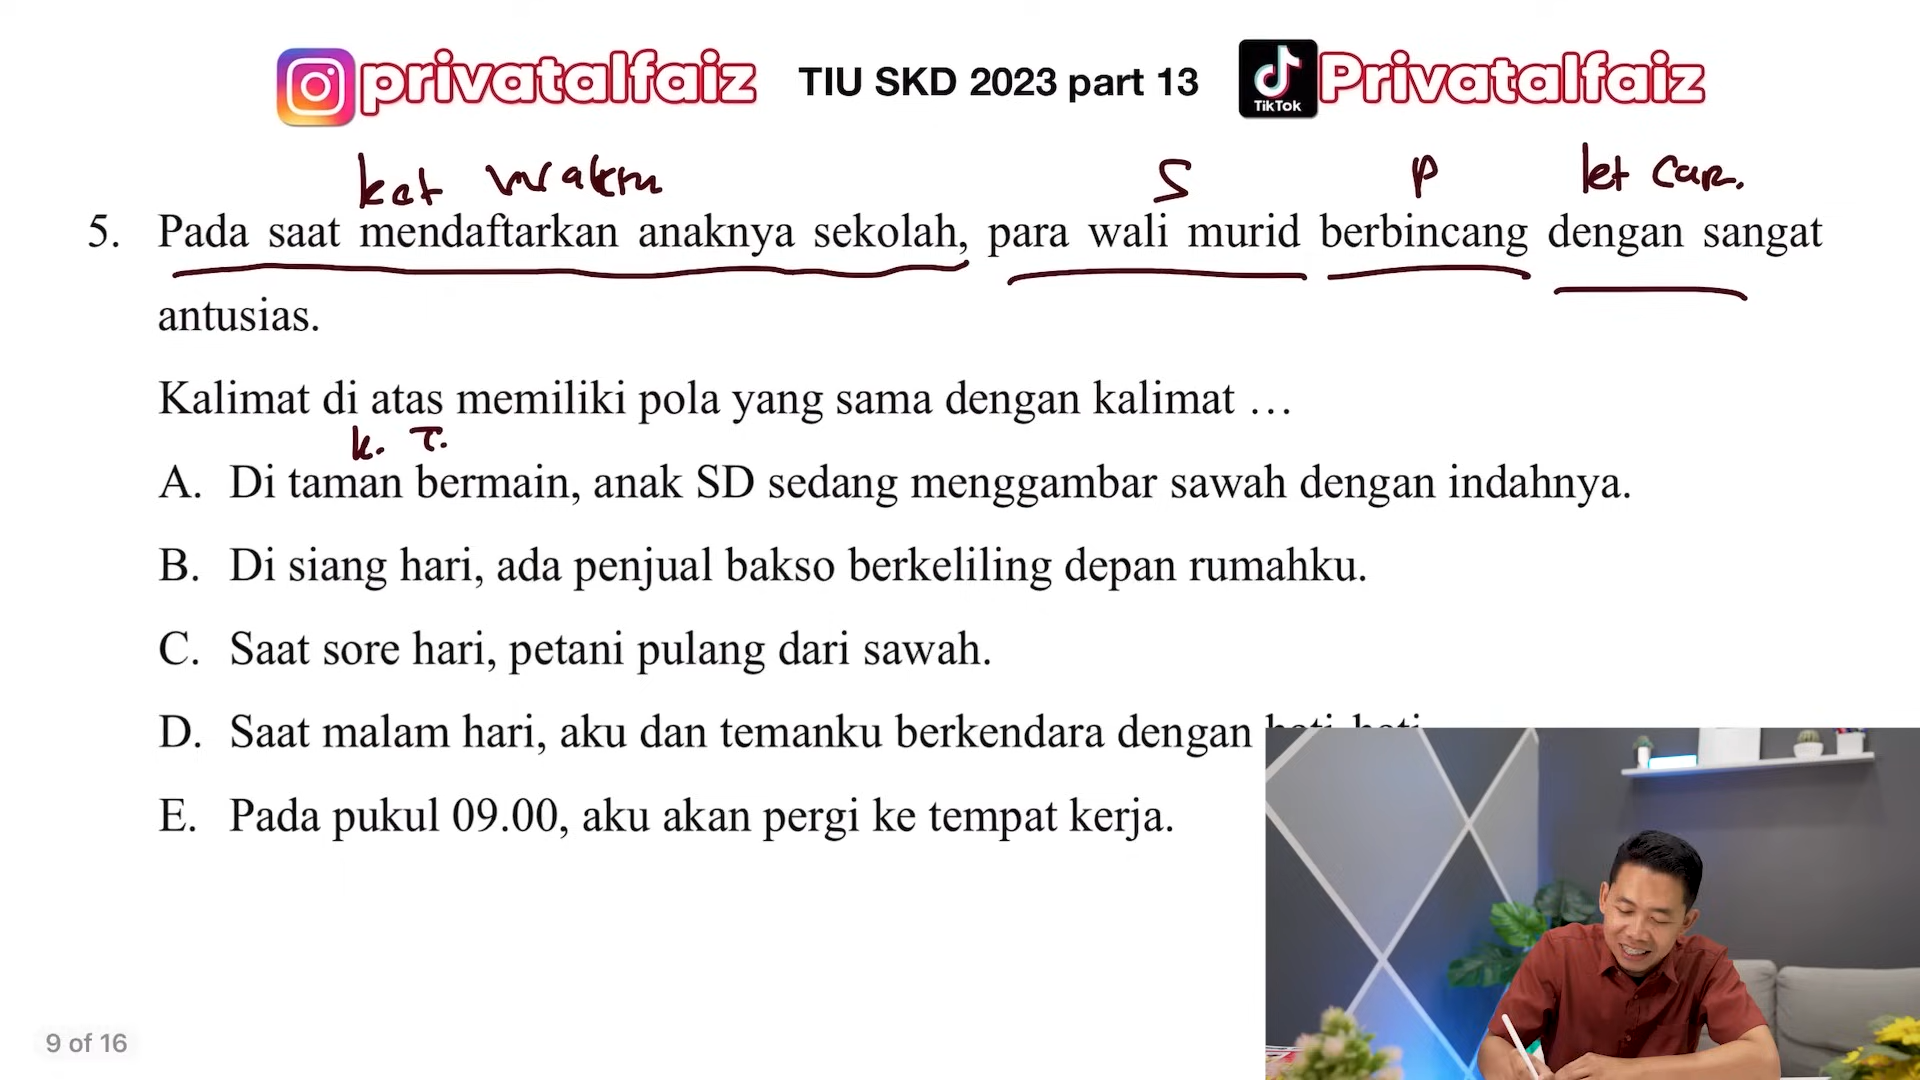 privatalfaiz TIU SKD 2023 part 13 TikTok Privatalfaiz
ket waktu S P ket car.
5. Pada saat mendaftarkan anaknya sekolah, para wali murid berbincang dengan sangat
antusias.
Kalimat di atas memiliki pola yang sama dengan kalimat …
k. T.
A. Di taman bermain, anak SD sedang menggambar sawah dengan indahnya.
B. Di siang hari, ada penjual bakso berkeliling depan rumahku.
C. Saat sore hari, petani pulang dari sawah.
D. Saat malam hari, aku dan temanku berkendara dengan
E. Pada pukul 09.00, aku akan pergi ke tempat kerja.
9 of 16